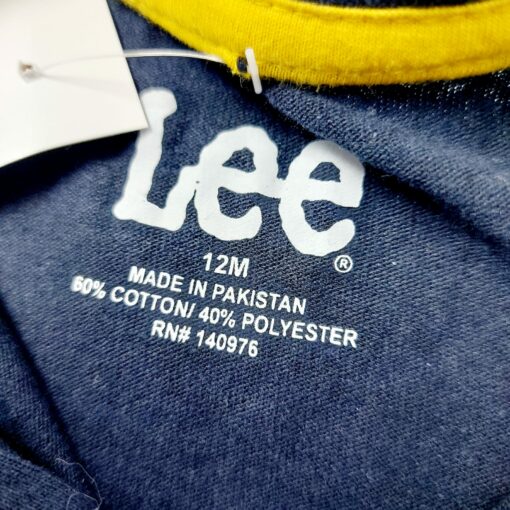 Lee®
12M
MADE IN PAKISTAN
60% COTTON/ 40% POLYESTER
RN# 140976